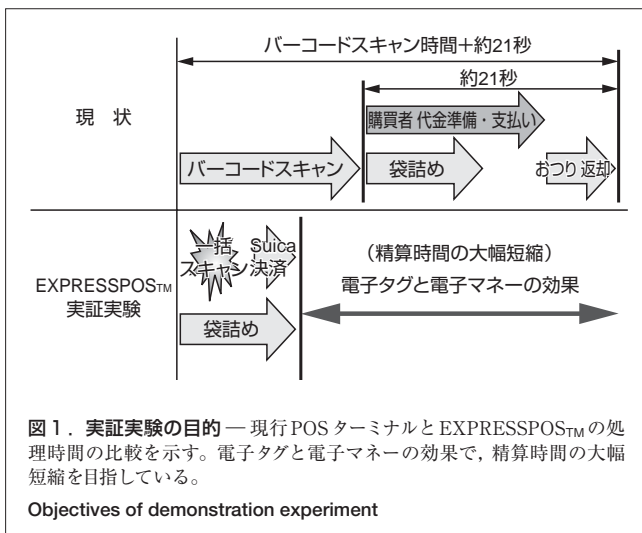 バーコードスキャン時間+約21秒
約21秒
現 状
購買者 代金準備・支払い
バーコードスキャン
袋詰め
おつり 返却
EXPRESSPOS™
実証実験
一括
スキャン
Suica
決済
袋詰め
(精算時間の大幅短縮)
電子タグと電子マネーの効果
図1．実証実験の目的 — 現行POSターミナルとEXPRESSPOS™の処
理時間の比較を示す。電子タグと電子マネーの効果で，精算時間の大幅
短縮を目指している。
Objectives of demonstration experiment